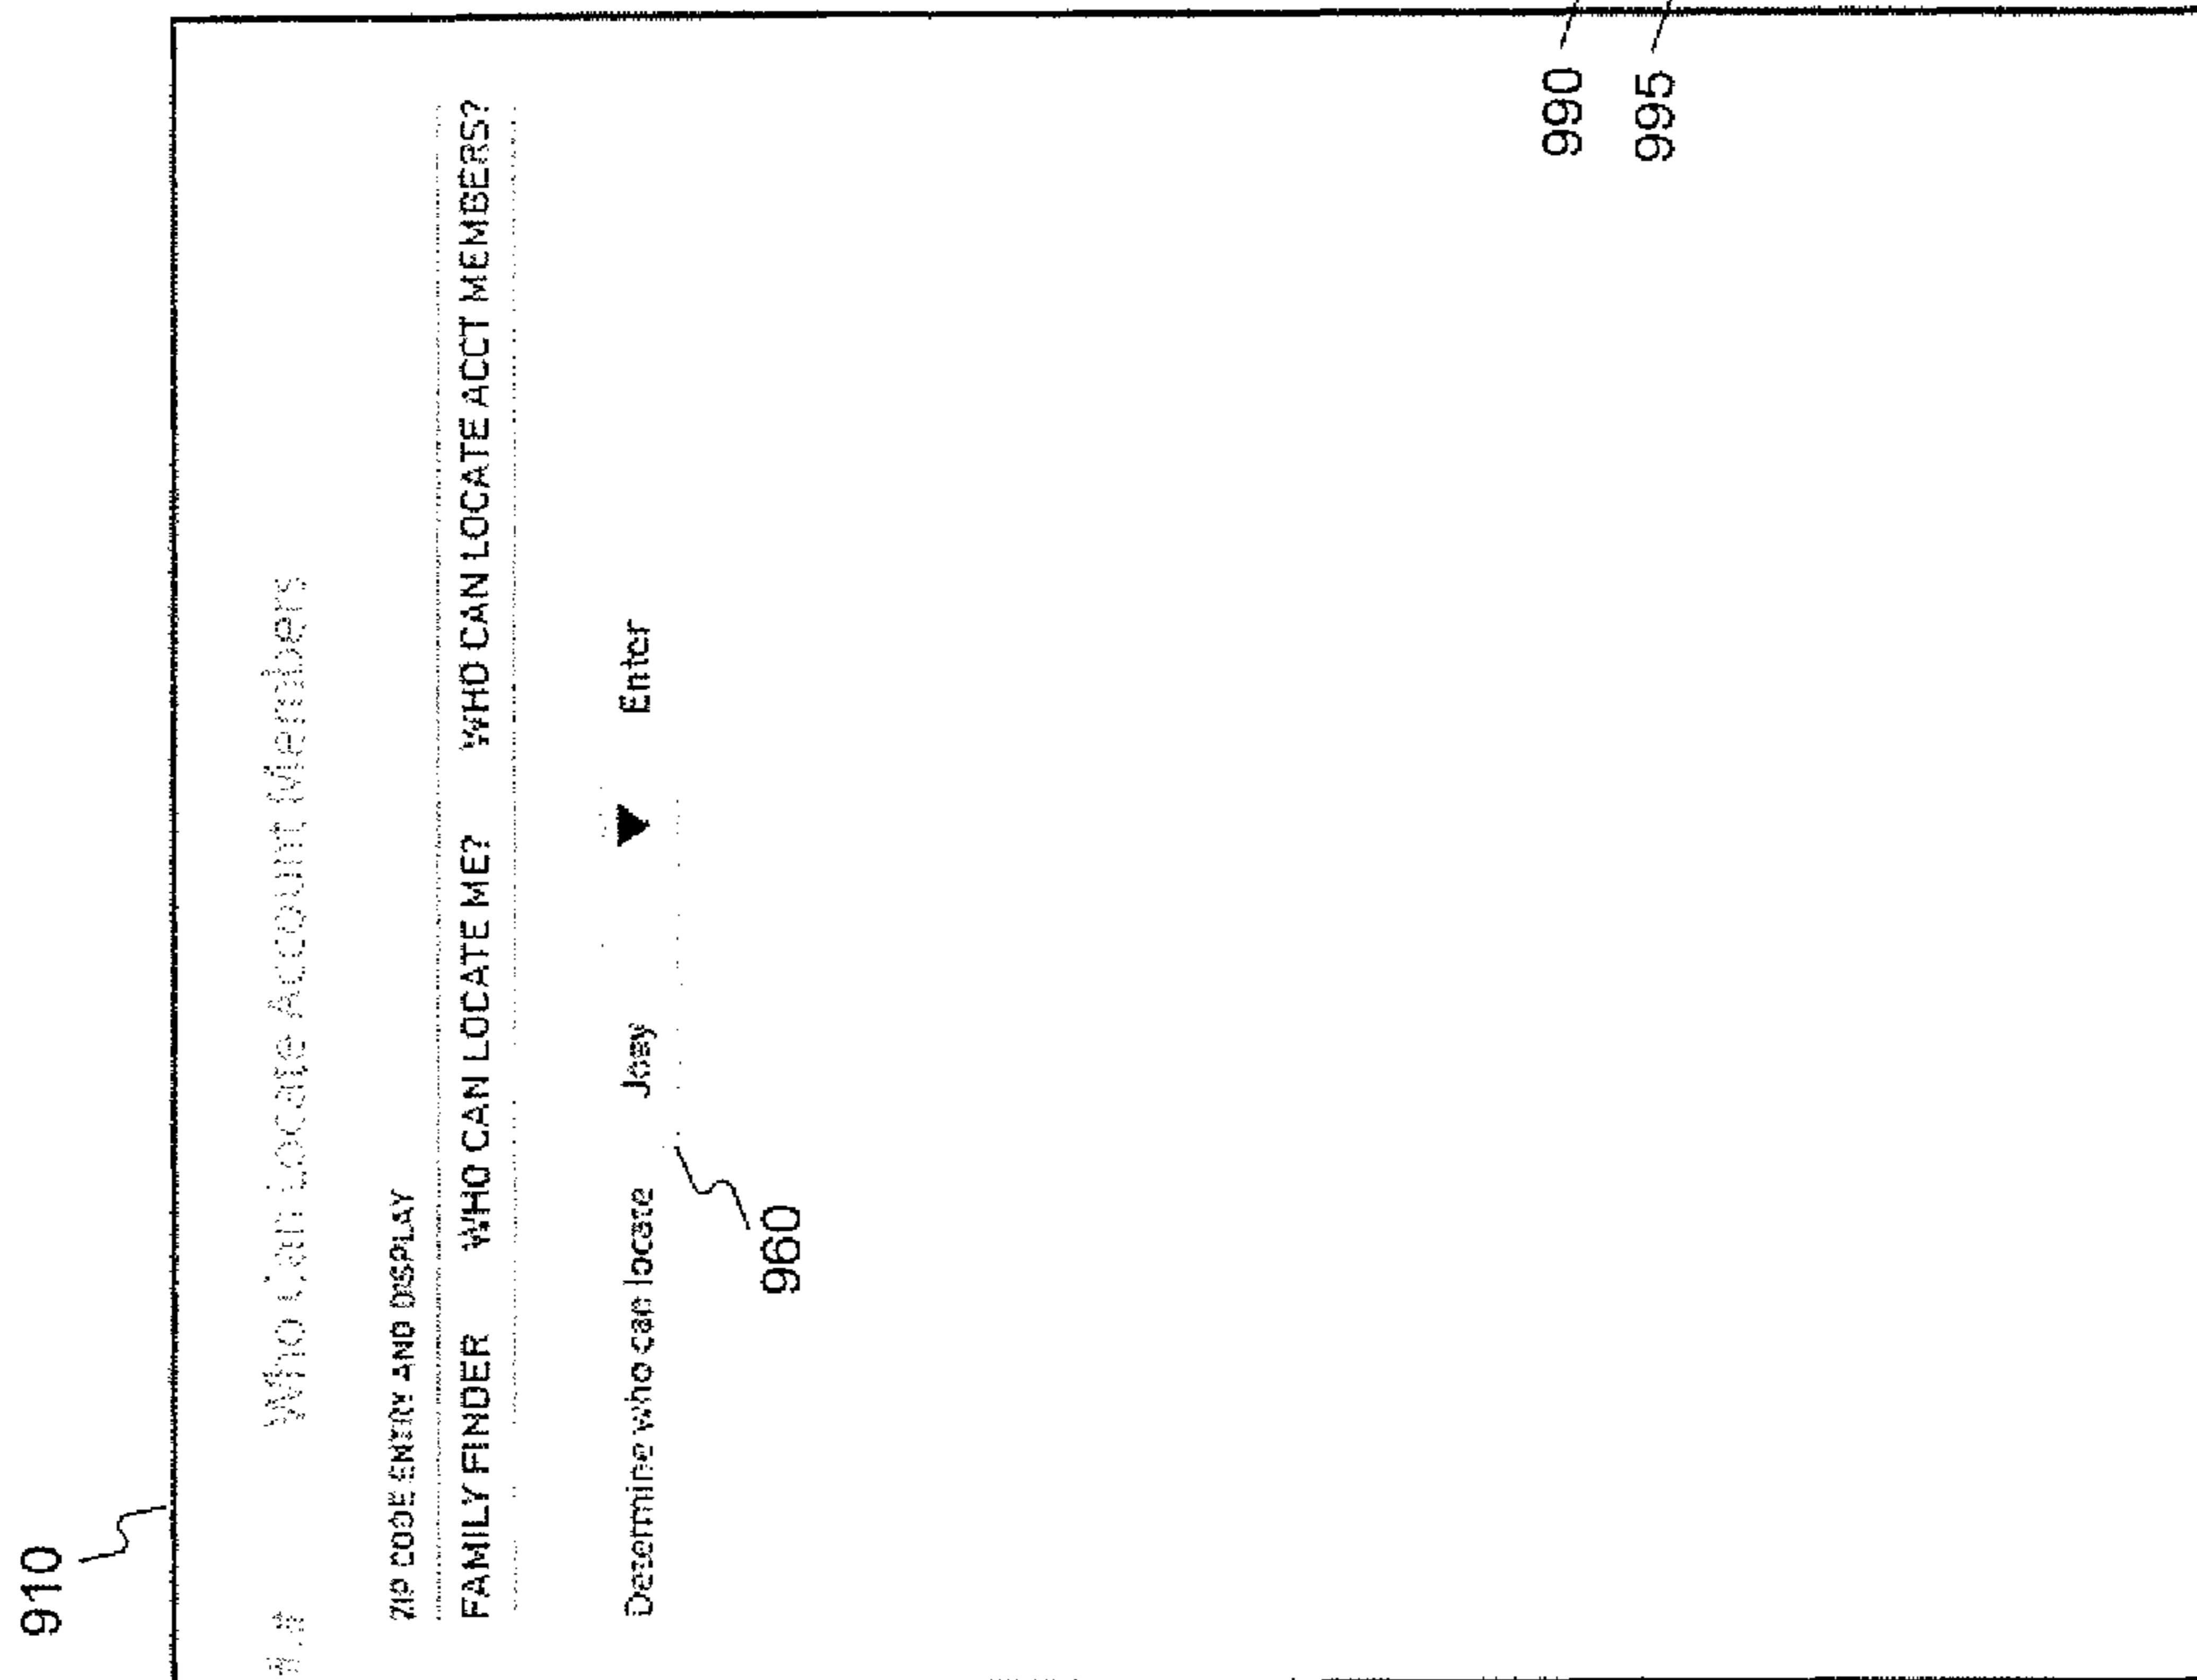 910
#.# Who Can Locate Account Members
ZIP CODE ENTRY AND DISPLAY
FAMILY FINDER WHO CAN LOCATE ME? WHO CAN LOCATE ACCT MEMBERS?
Determine who can locate Joey Enter
960
990
995